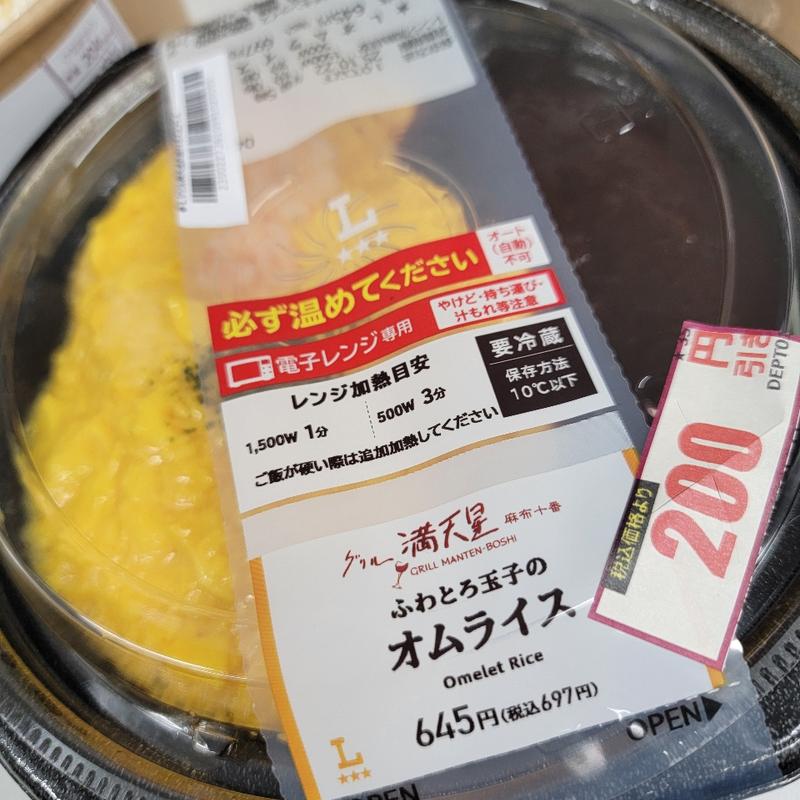 L
必ず温めてください
オート
(自動)
不可
電子レンジ専用
やけど・持ち運び・
汁もれ等注意
レンジ加熱目安
1,500W 1分
500W 3分
ご飯が硬い際は追加加熱してください
要冷蔵
保存方法
10℃以下
グリル 満天星 麻布十番
GRILL MANTEN-BOSHI
ふわとろ玉子の
オムライス
Omelet Rice
645円(税込697円)
L
OPEN▶
OPEN
税込価格より
200
円
引き
DEPTO